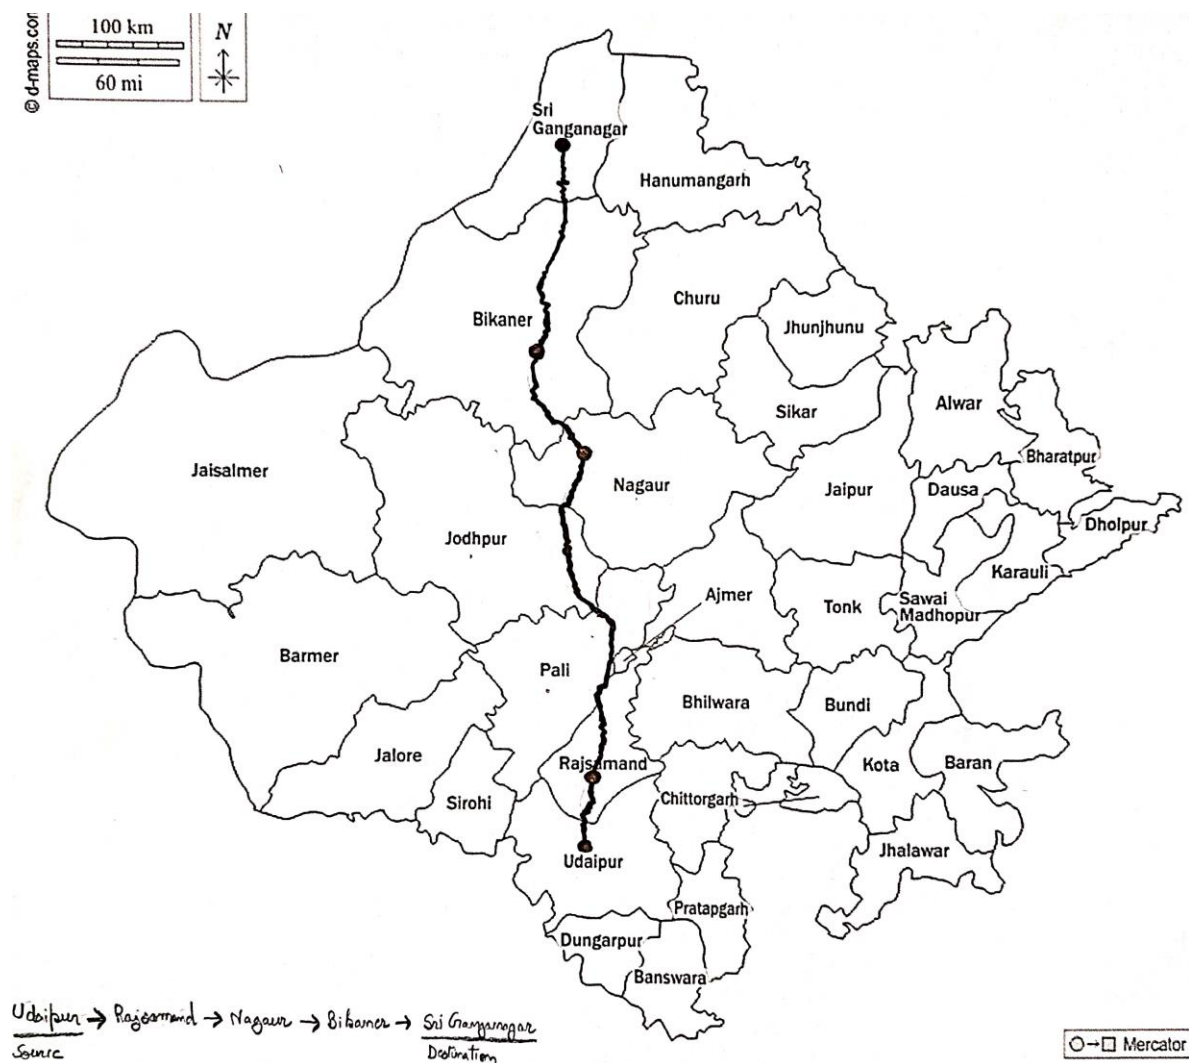 © d-maps.com
100 km
60 mi
N
Sri
Ganganagar
Hanumangarh
Bikaner
Churu
Jhunjhunu
Sikar
Alwar
Bharatpur
Jaisalmer
Nagaur
Jaipur
Dausa
Dholpur
Jodhpur
Karauli
Ajmer
Tonk
Sawai
Madhopur
Barmer
Pali
Bhilwara
Bundi
Jalore
Rajsamand
Kota
Baran
Sirohi
Chittorgarh
Udaipur
Jhalawar
Pratapgarh
Dungarpur
Banswara
Udaipur → Rajsamand → Nagaur → Bikaner → Sri Ganganagar
Source
Destination
○→□ Mercator